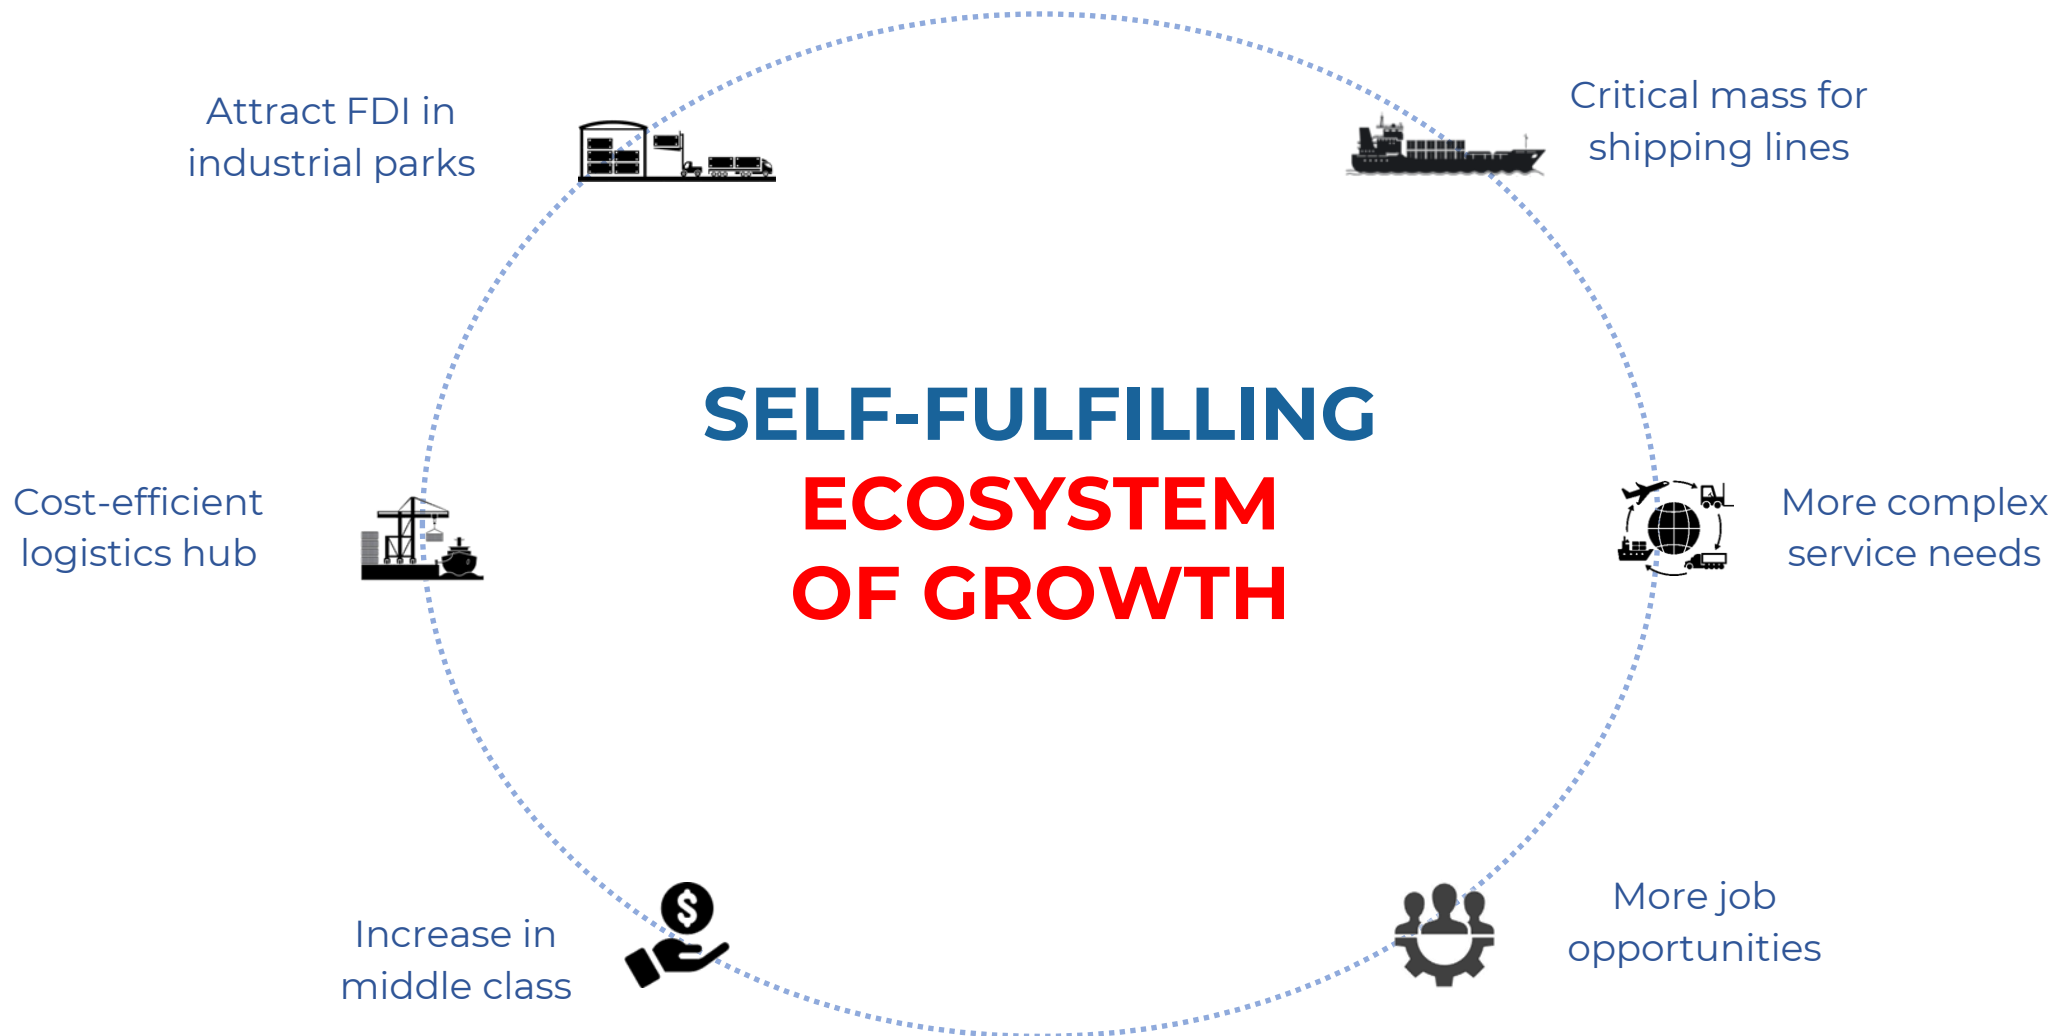 Attract FDI in
industrial parks
Critical mass for
shipping lines
SELF-FULFILLING
ECOSYSTEM
OF GROWTH
Cost-efficient
logistics hub
More complex
service needs
Increase in
middle class
$
More job
opportunities